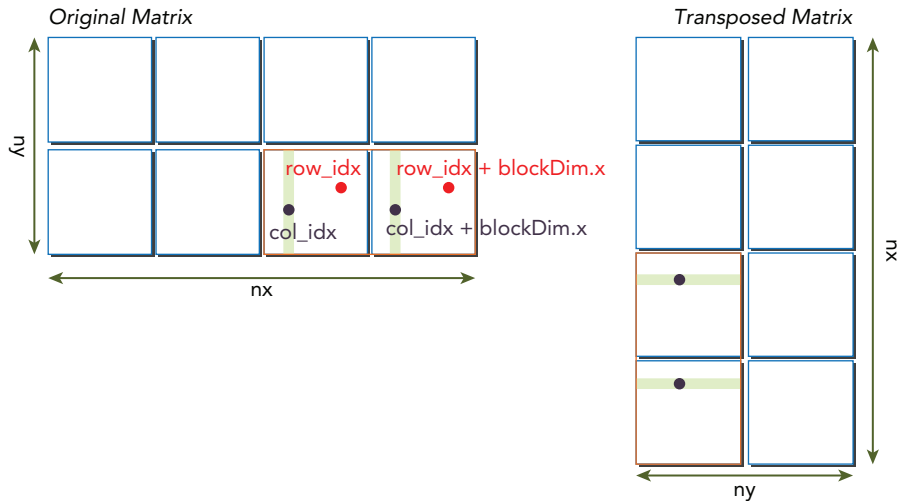 Original Matrix
Transposed Matrix
ny
row_idx
row_idx + blockDim.x
col_idx
col_idx + blockDim.x
nx
nx
ny